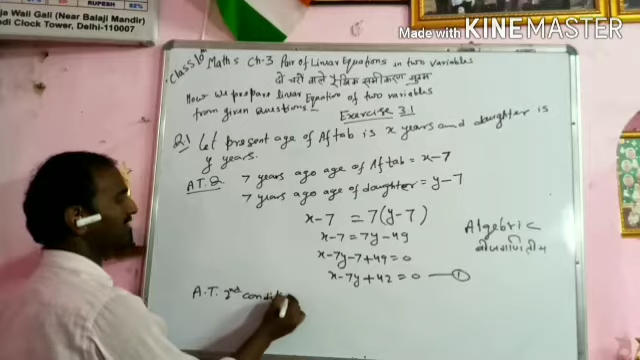 RUPESH 82%
ja Wali Gali (Near Balaji Mandir)
di Clock Tower, Delhi-110007
Made with KINEMASTER
Class 10th Maths Ch-3 Pair of Linear Equations in two variables
दो चरों वाले रैखिक समीकरण युग्म
How we prepare linear Equation of two variables
from given questions
Exercise 3.1
Q1 Let present age of Aftab is x years and daughter is
y years.
A.T.Q. 7 years ago age of Aftab = x-7
7 years ago age of daughter = y-7
x-7 = 7(y-7)
x-7 = 7y-49
x-7y-7+49=0
x-7y+42=0 — ①
Algebric
बीजगणितीय
A.T. 2nd condit